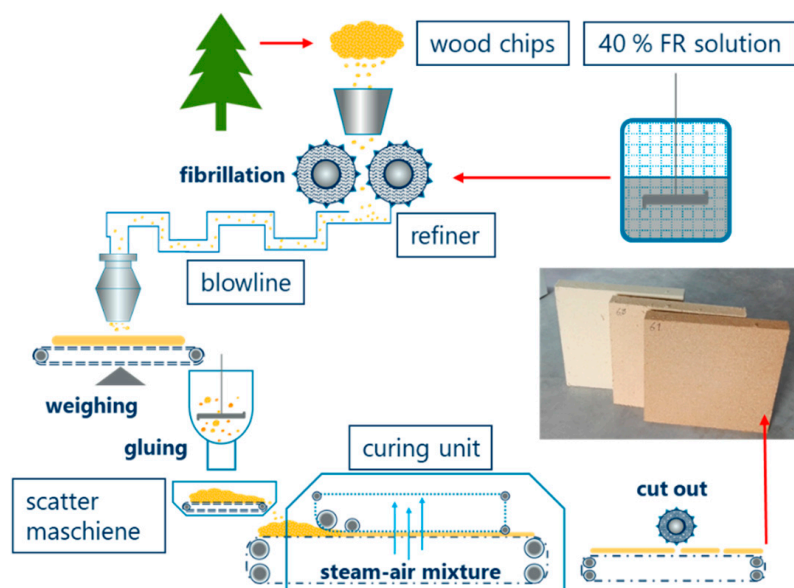 wood chips
40 % FR solution
fibrillation
refiner
blowline
weighing
gluing
curing unit
scatter
maschiene
cut out
steam-air mixture